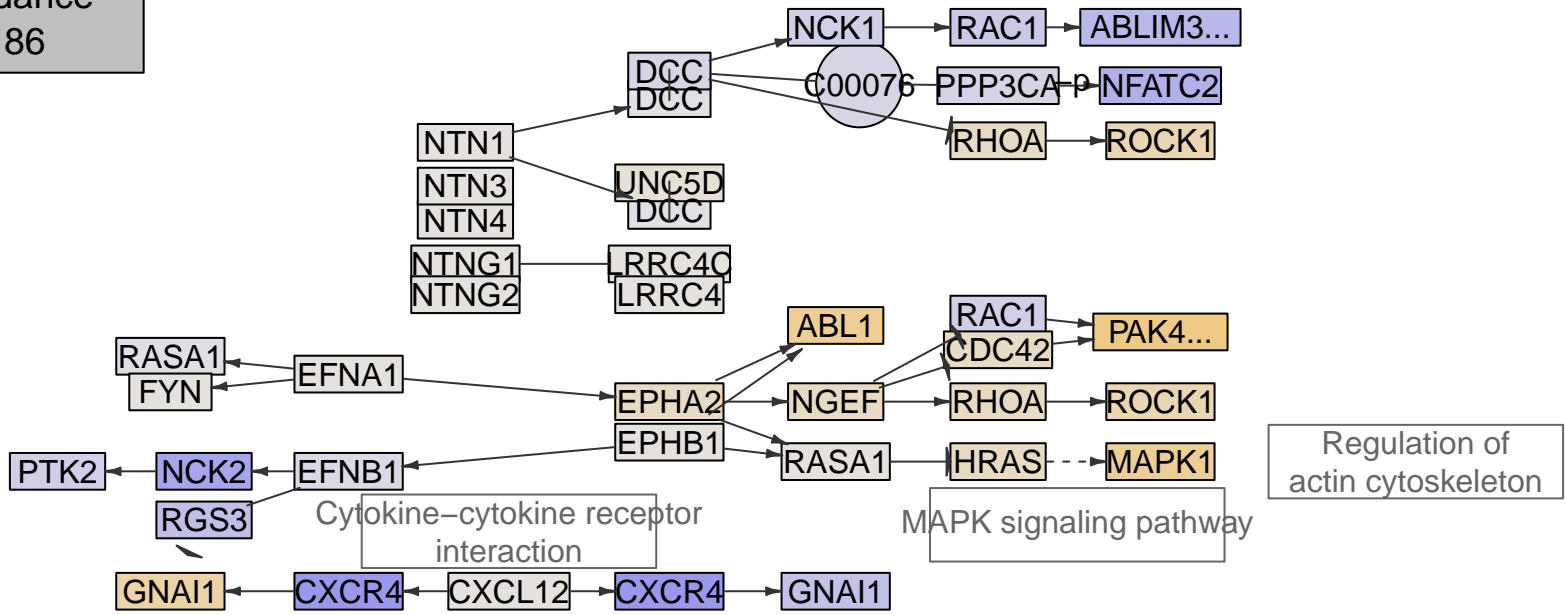 dance
86
NCK1
RAC1
ABLIM3...
DCC
DCC
C00076
PPP3CA
−p
NFATC2
NTN1
RHOA
ROCK1
NTN3
UNC5D
NTN4
DCC
NTNG1
LRRC4C
NTNG2
LRRC4
ABL1
RAC1
PAK4...
RASA1
CDC42
EFNA1
FYN
EPHA2
NGEF
RHOA
ROCK1
EPHB1
PTK2
NCK2
EFNB1
RASA1
HRAS
MAPK1
Regulation of
actin cytoskeleton
RGS3
Cytokine−cytokine receptor
interaction
MAPK signaling pathway
GNAI1
CXCR4
CXCL12
CXCR4
GNAI1